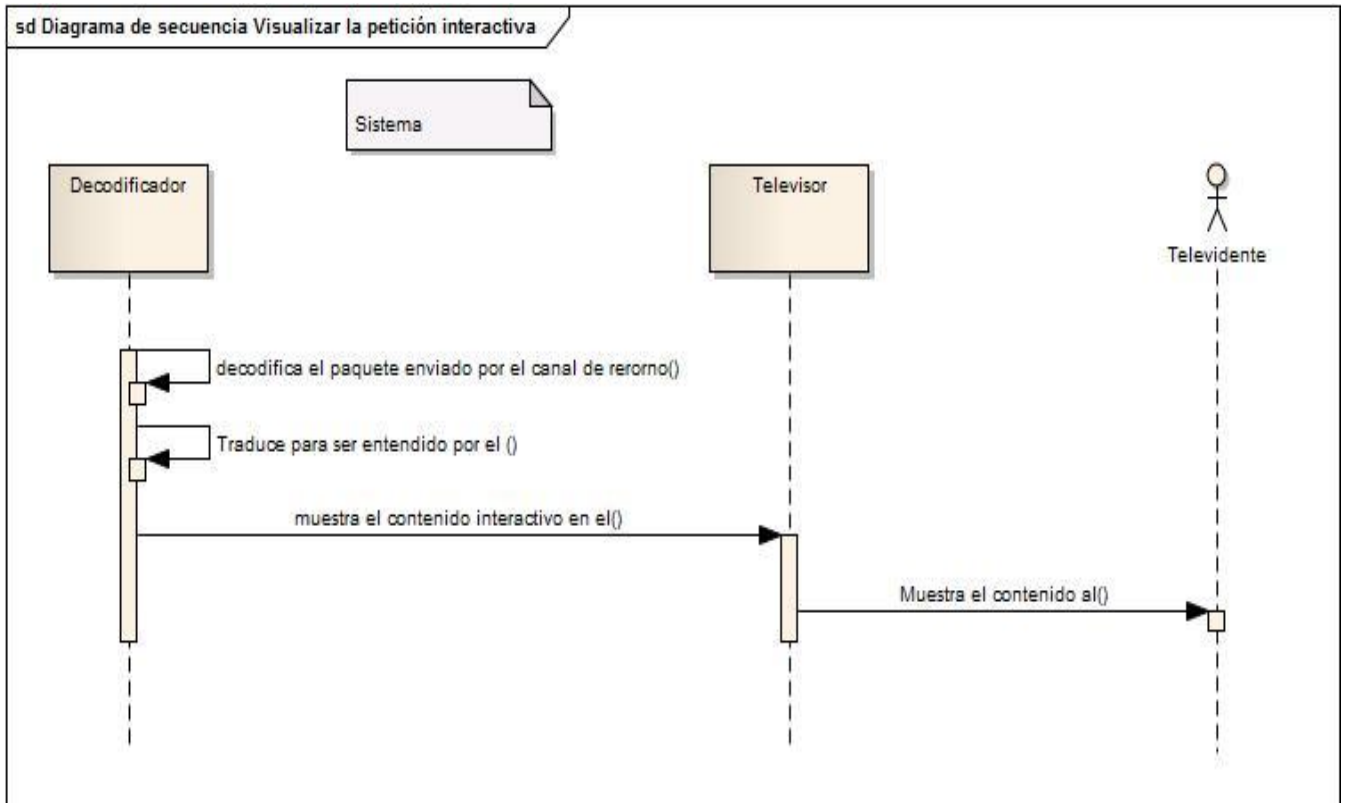 sd Diagrama de secuencia Visualizar la petición interactiva
Sistema
Decodificador
Televisor
Televidente
decodifica el paquete enviado por el canal de rerorno()
Traduce para ser entendido por el ()
muestra el contenido interactivo en el()
Muestra el contenido al()